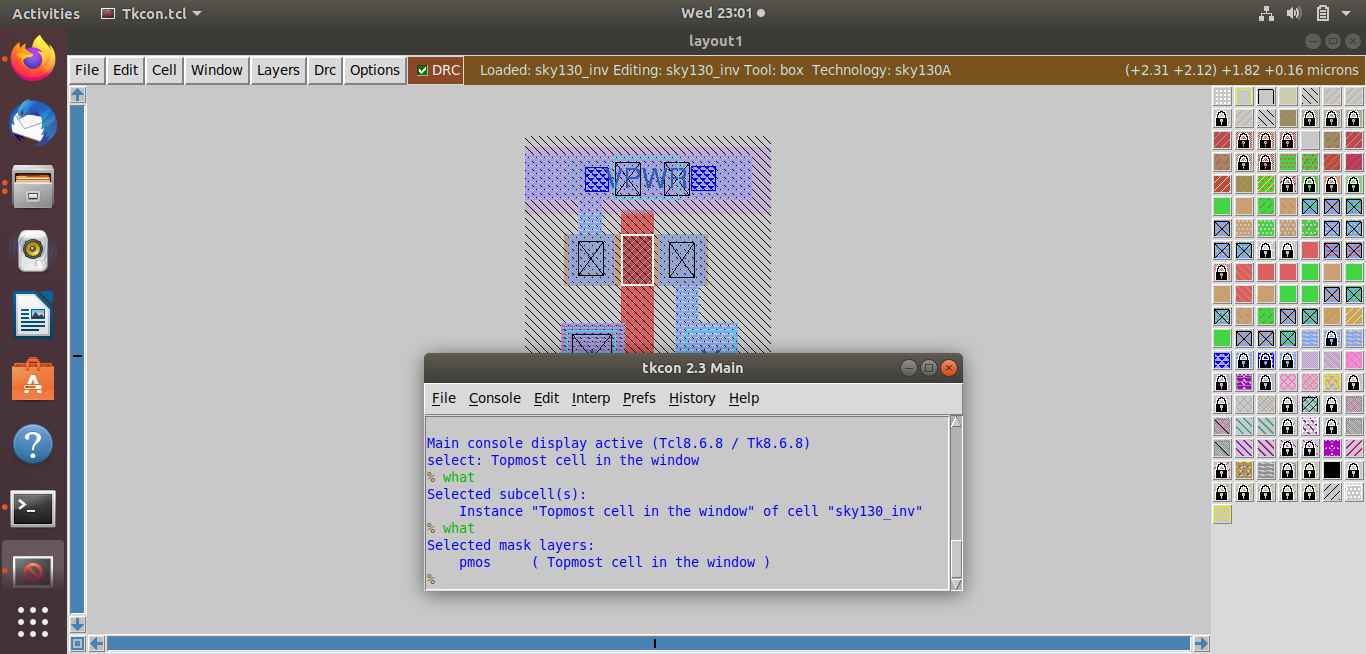 Activities Tkcon.tcl Wed 23:01
layout1
File Edit Cell Window Layers Drc Options DRC Loaded: sky130_inv Editing: sky130_inv Tool: box Technology: sky130A (+2.31 +2.12) +1.82 +0.16 microns
VPWR
tkcon 2.3 Main
File Console Edit Interp Prefs History Help
Main console display active (Tcl8.6.8 / Tk8.6.8)
select: Topmost cell in the window
% what
Selected subcell(s):
Instance "Topmost cell in the window" of cell "sky130_inv"
% what
Selected mask layers:
pmos ( Topmost cell in the window )
%